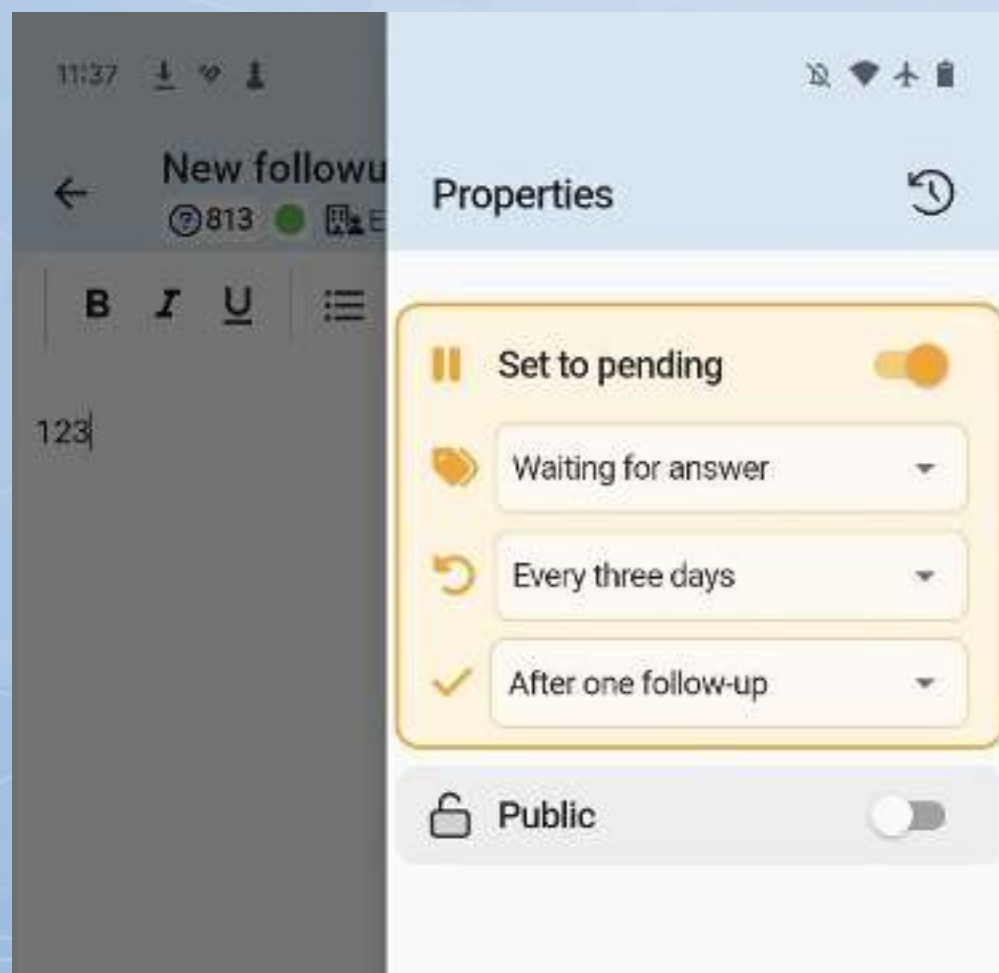 11:37
New followu
813
E
Properties
B I U
123
Set to pending
Waiting for answer
Every three days
After one follow-up
Public